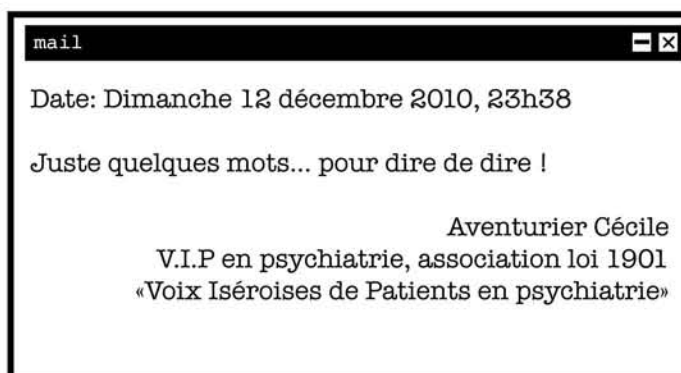 mail
Date: Dimanche 12 décembre 2010, 23h38
Juste quelques mots... pour dire de dire !
Aventurier Cécile
V.I.P en psychiatrie, association loi 1901
«Voix Iséroises de Patients en psychiatrie»